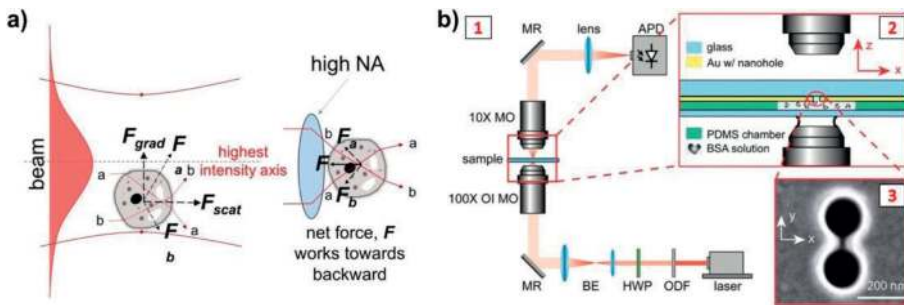 a)
beam
F_grad
F
a
b
highest
intensity axis
a
b
b
F_scat
a
F
b
high NA
b
F_a
a
F
F_b
a
b
net force, F
works towards
backward
b)
1
MR
lens
APD
10X MO
sample
100X OI MO
MR
BE
HWP
ODF
laser
2
glass
Au w/ nanohole
z
x
PDMS chamber
BSA solution
3
y
x
200 nm